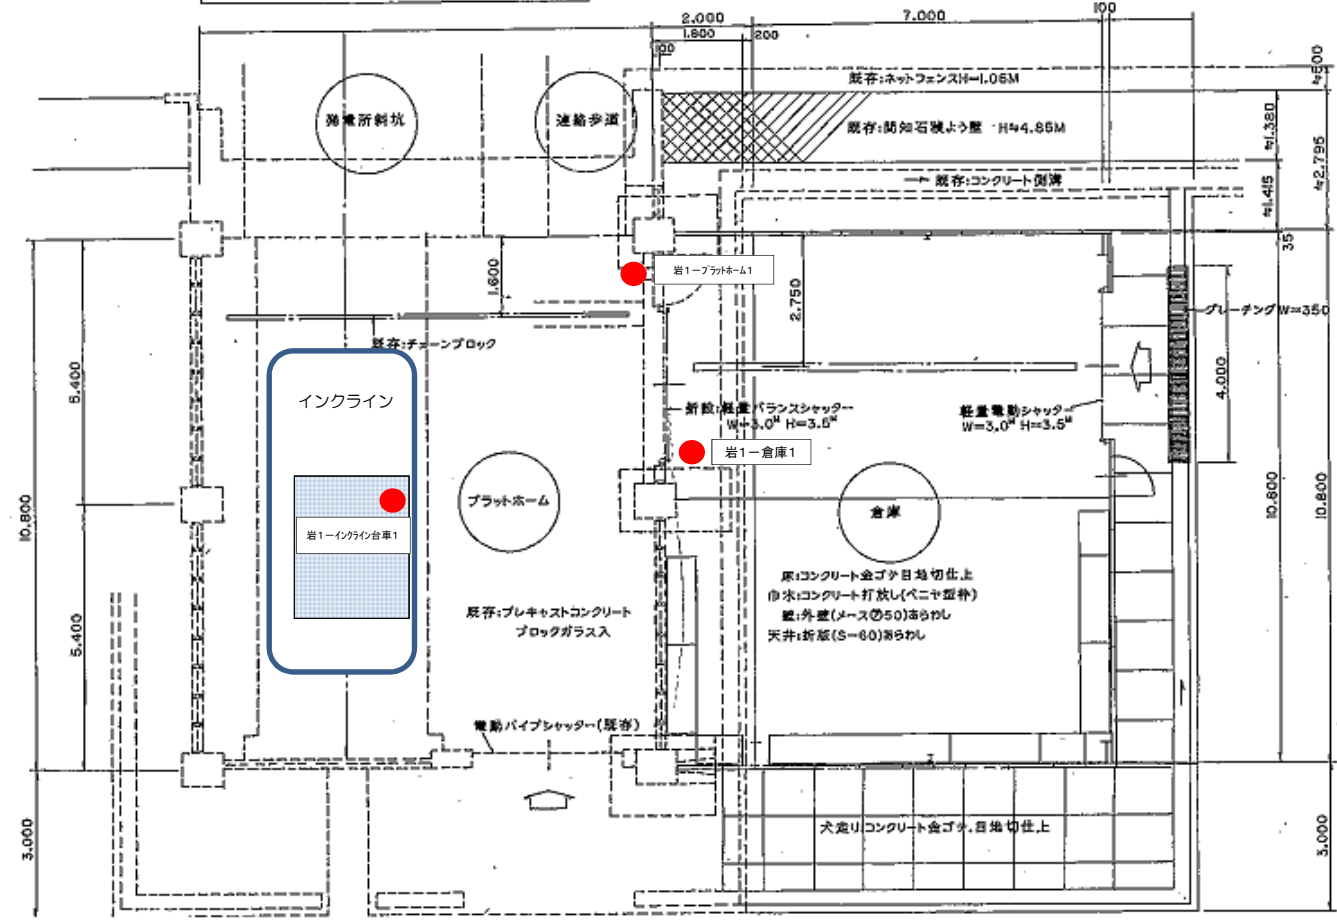 2.000
7.000
100
1.800
200
100
≒600
既存:ネットフェンスH=1.06M
発電所斜坑
連絡歩道
既存:間知石積よう壁 H≒4.85M
≒1.380
≒2.795
既存:コンクリート側溝
≒1.415
35
岩1ープラットホーム1
1.600
2.750
グレーチングW=350
既存:チェーンブロック
5.400
4.000
インクライン
新設:軽量バランスシャッター
W=3.0M H=3.5M
軽量電動シャッター
W=3.0M H=3.5M
岩1ー倉庫1
プラットホーム
倉庫
10.800
10.800
10.800
岩1ーインクライン台車1
床:コンクリート金ゴテ目地切仕上
巾木:コンクリート打放し(ベニヤ型枠)
壁:外壁(メース⑦50)あらわし
天井:折版(S-60)あらわし
既存:プレキャストコンクリート
ブロックガラス入
5.400
電動パイプシャッター(既存)
3.000
犬走り:コンクリート金ゴテ.目地切仕上
3.000